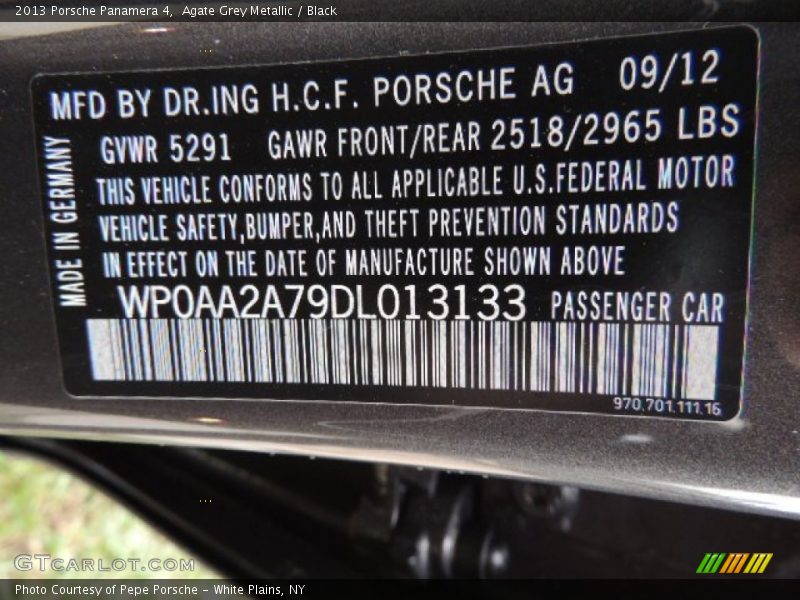 2013 Porsche Panamera 4,  Agate Grey Metallic / Black
MFD BY DR.ING H.C.F. PORSCHE AG 09/12
GVWR 5291 GAWR FRONT/REAR 2518/2965 LBS
THIS VEHICLE CONFORMS TO ALL APPLICABLE U.S.FEDERAL MOTOR
VEHICLE SAFETY,BUMPER,AND THEFT PREVENTION STANDARDS
IN EFFECT ON THE DATE OF MANUFACTURE SHOWN ABOVE
MADE IN GERMANY
WP0AA2A79DL013133 PASSENGER CAR
970.701.111.16
GTCARLOT.COM
Photo Courtesy of Pepe Porsche – White Plains, NY